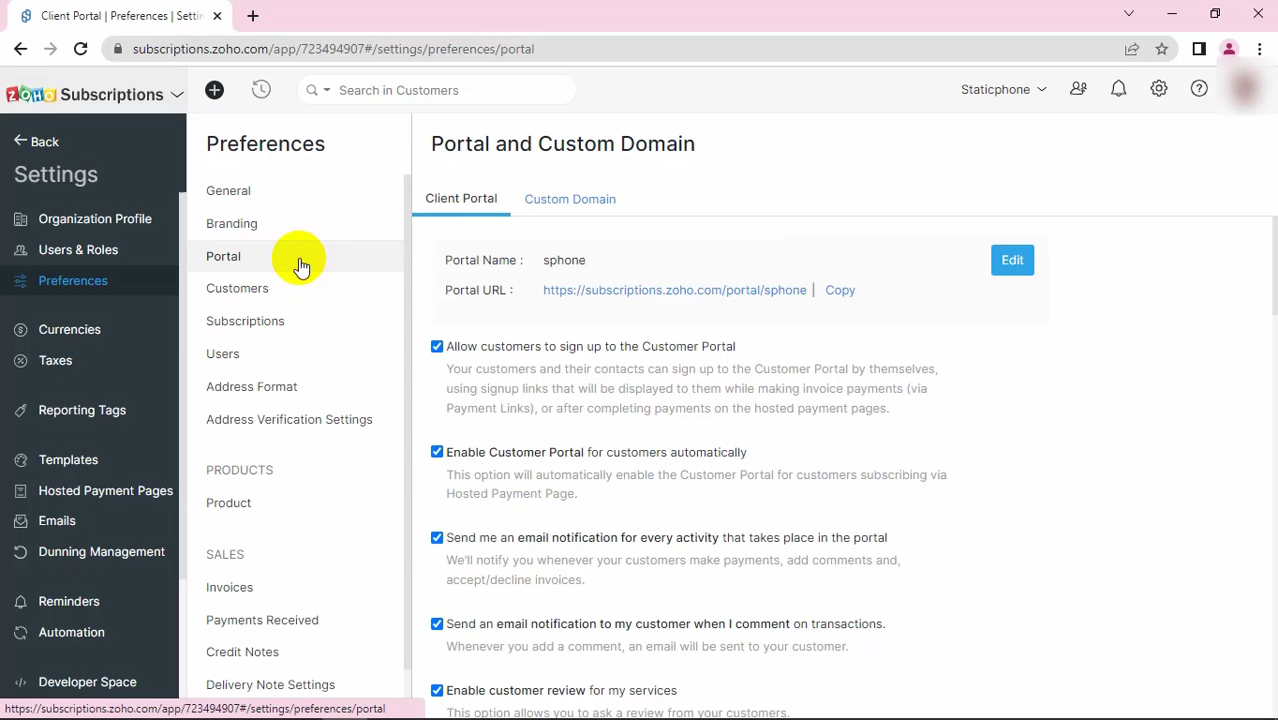 Client Portal | Preferences | Settin
subscriptions.zoho.com/app/723494907#/settings/preferences/portal
ZOHO Subscriptions
Search in Customers
Staticphone
Back
Settings
Organization Profile
Users & Roles
Preferences
Currencies
Taxes
Reporting Tags
Templates
Hosted Payment Pages
Emails
Dunning Management
Reminders
Automation
Developer Space
Preferences
General
Branding
Portal
Customers
Subscriptions
Users
Address Format
Address Verification Settings
PRODUCTS
Product
SALES
Invoices
Payments Received
Credit Notes
Delivery Note Settings
Portal and Custom Domain
Client Portal Custom Domain
Portal Name : sphone
Edit
Portal URL : https://subscriptions.zoho.com/portal/sphone | Copy
Allow customers to sign up to the Customer Portal
Your customers and their contacts can sign up to the Customer Portal by themselves,
using signup links that will be displayed to them while making invoice payments (via
Payment Links), or after completing payments on the hosted payment pages.
Enable Customer Portal for customers automatically
This option will automatically enable the Customer Portal for customers subscribing via
Hosted Payment Page.
Send me an email notification for every activity that takes place in the portal
We'll notify you whenever your customers make payments, add comments and,
accept/decline invoices.
Send an email notification to my customer when I comment on transactions.
Whenever you add a comment, an email will be sent to your customer.
Enable customer review for my services
This option allows you to ask a review from your customers.
https://subscriptions.zoho.com/app/723494907#/settings/preferences/portal